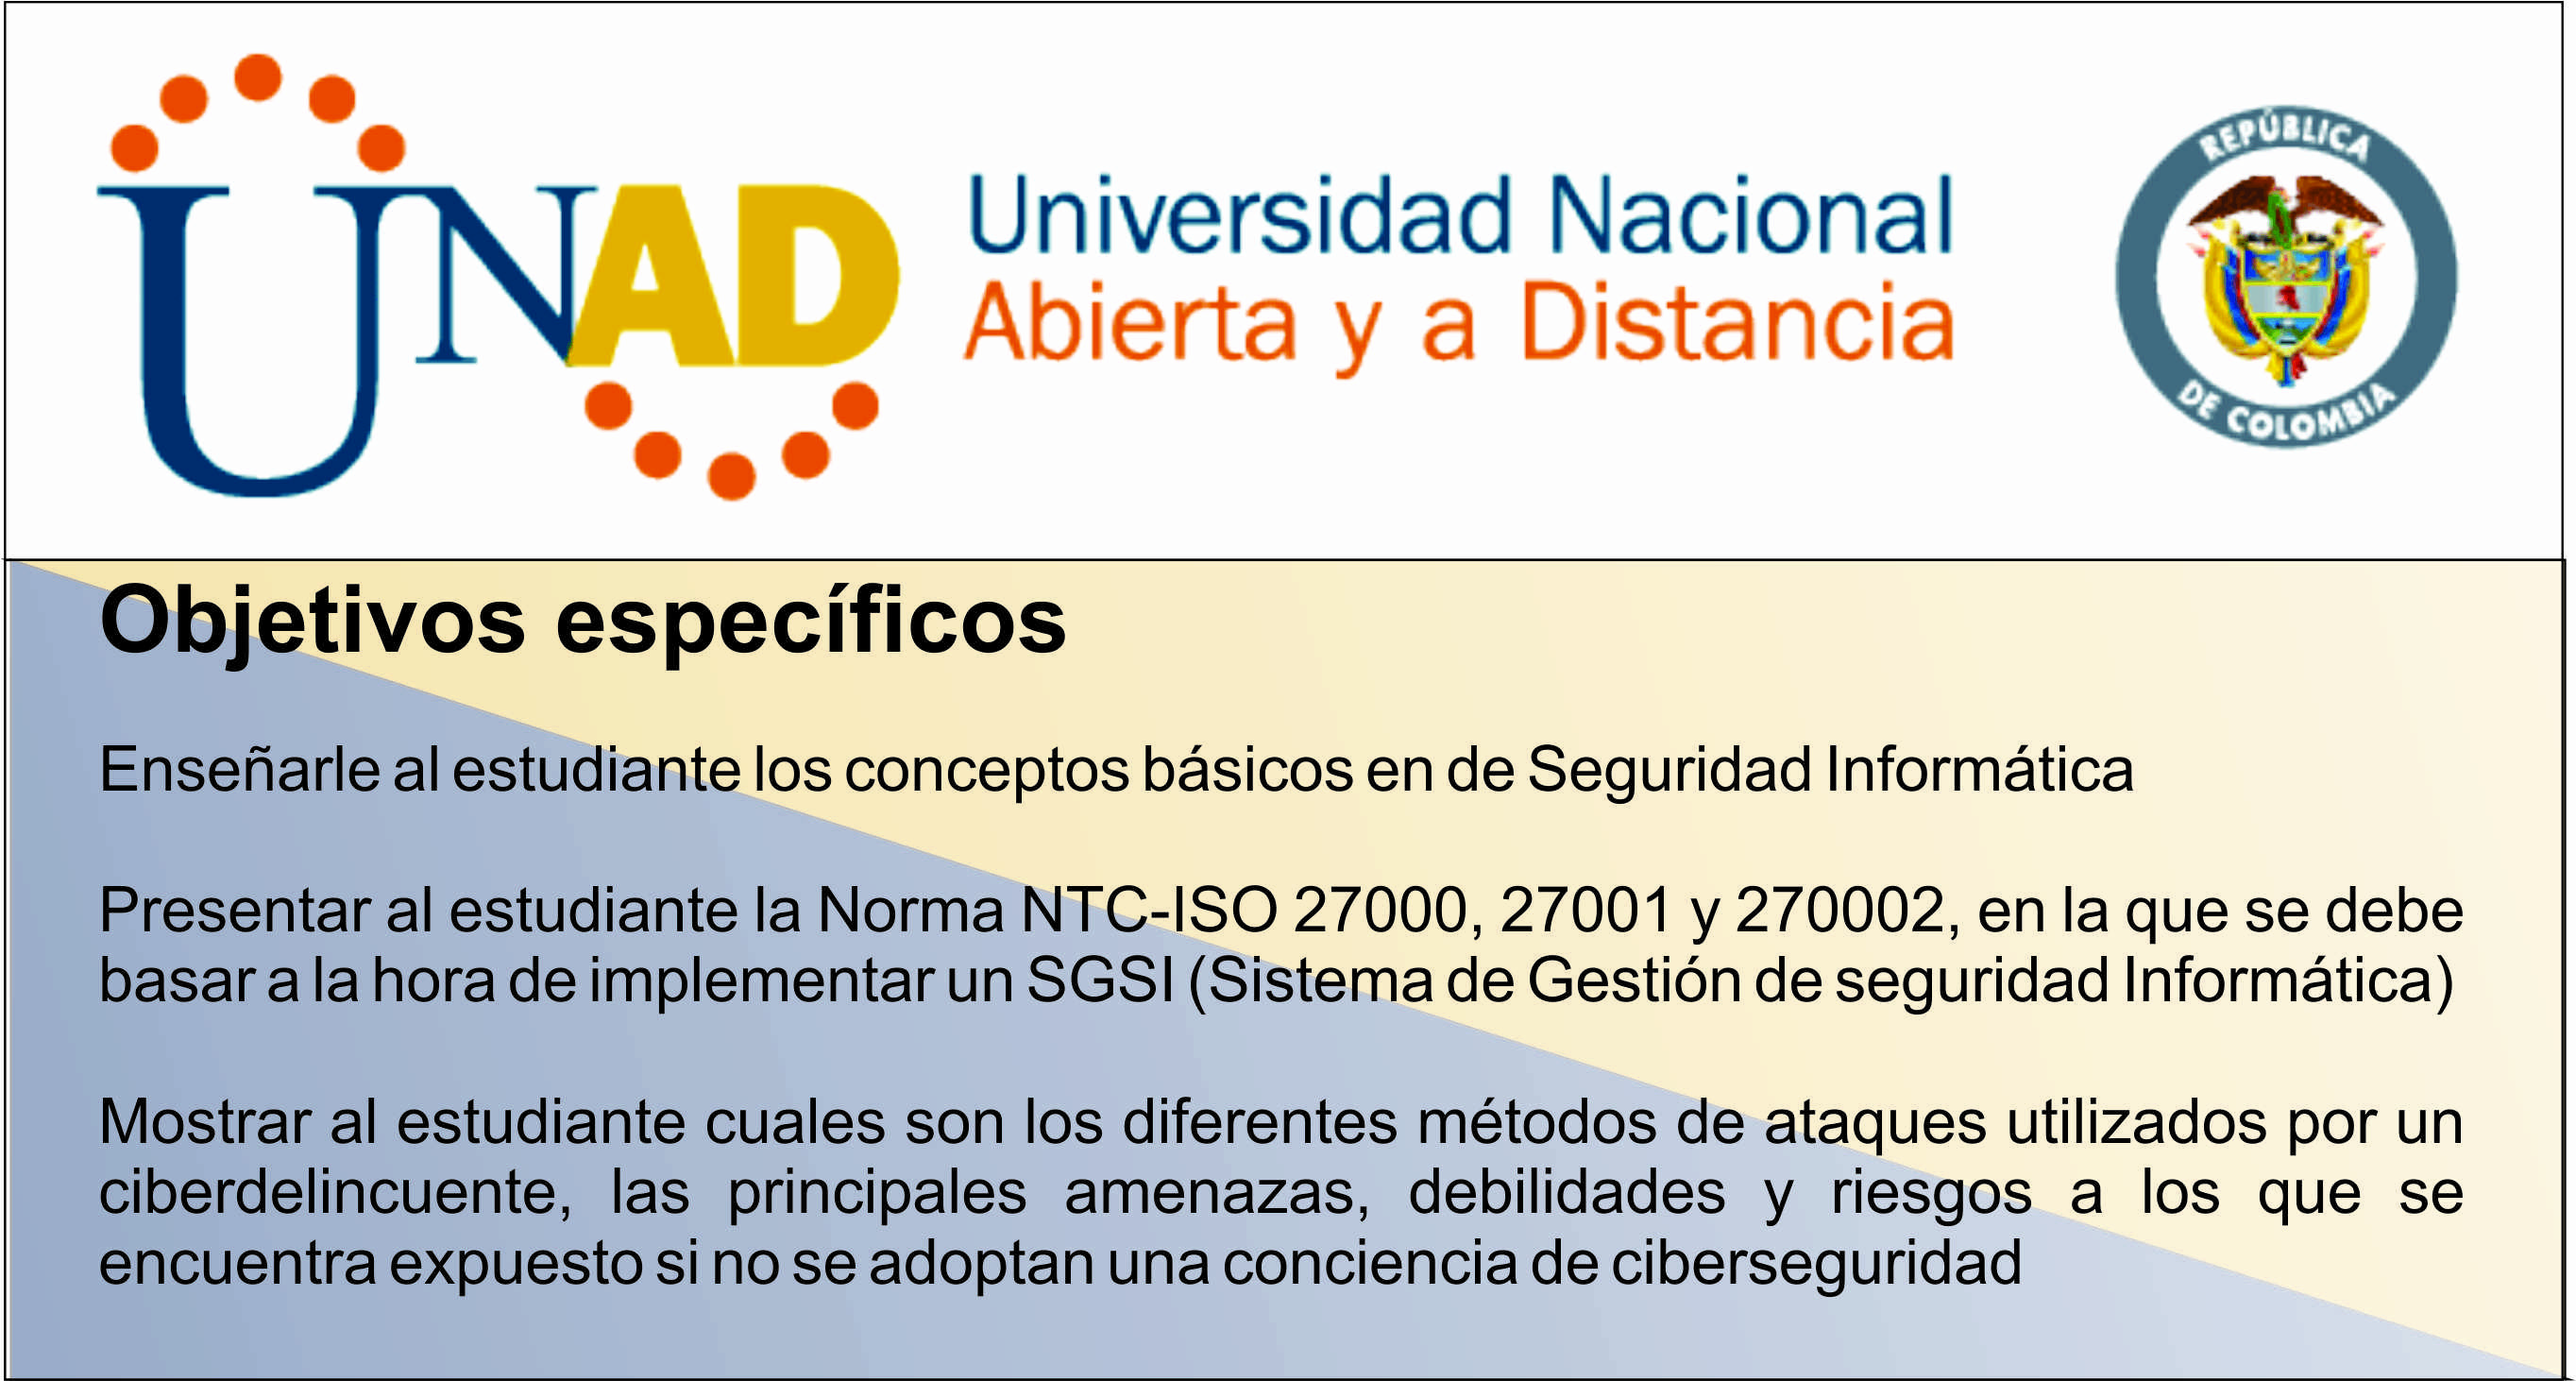 UNAD
Universidad Nacional
Abierta y a Distancia
REPÚBLICA
DE COLOMBIA
Objetivos específicos
Enseñarle al estudiante los conceptos básicos en de Seguridad Informática
Presentar al estudiante la Norma NTC-ISO 27000, 27001 y 270002, en la que se debe
basar a la hora de implementar un SGSI (Sistema de Gestión de seguridad Informática)
Mostrar al estudiante cuales son los diferentes métodos de ataques utilizados por un
ciberdelincuente, las principales amenazas, debilidades y riesgos a los que se
encuentra expuesto si no se adoptan una conciencia de ciberseguridad